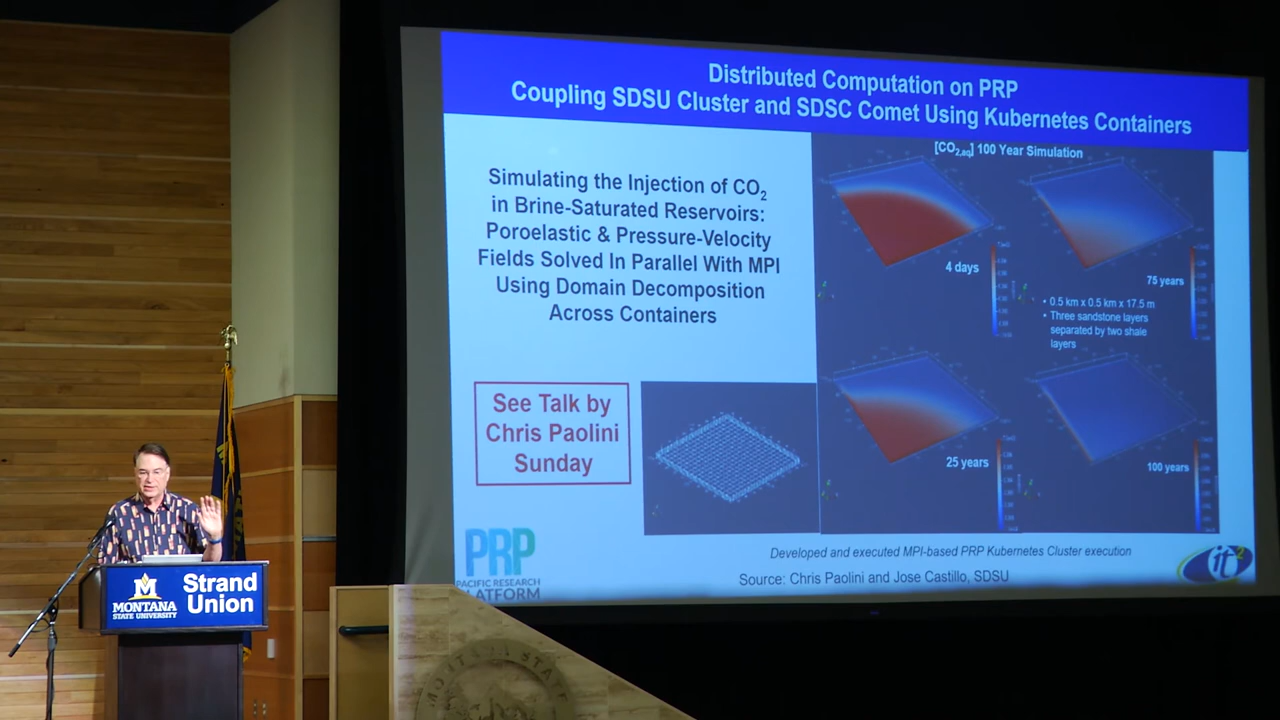 Distributed Computation on PRP
Coupling SDSU Cluster and SDSC Comet Using Kubernetes Containers
Simulating the Injection of CO2
in Brine-Saturated Reservoirs:
Poroelastic & Pressure-Velocity
Fields Solved In Parallel With MPI
Using Domain Decomposition
Across Containers
[CO2,aq] 100 Year Simulation
4 days
75 years
• 0.5 km x 0.5 km x 17.5 m
• Three sandstone layers
separated by two shale
layers
25 years
100 years
See Talk by
Chris Paolini
Sunday
PRP
PACIFIC RESEARCH
PLATFORM
Developed and executed MPI-based PRP Kubernetes Cluster execution
Source: Chris Paolini and Jose Castillo, SDSU
it2
M
MONTANA
STATE UNIVERSITY
Strand
Union
MONTANA STATE